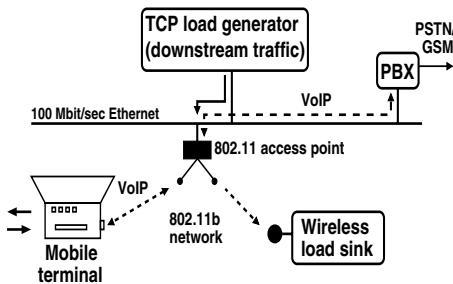 TCP load generator
(downstream traffic)
PSTN/
GSM
PBX
VoIP
100 Mbit/sec Ethernet
802.11 access point
VoIP
802.11b
network
Wireless
load sink
Mobile
terminal